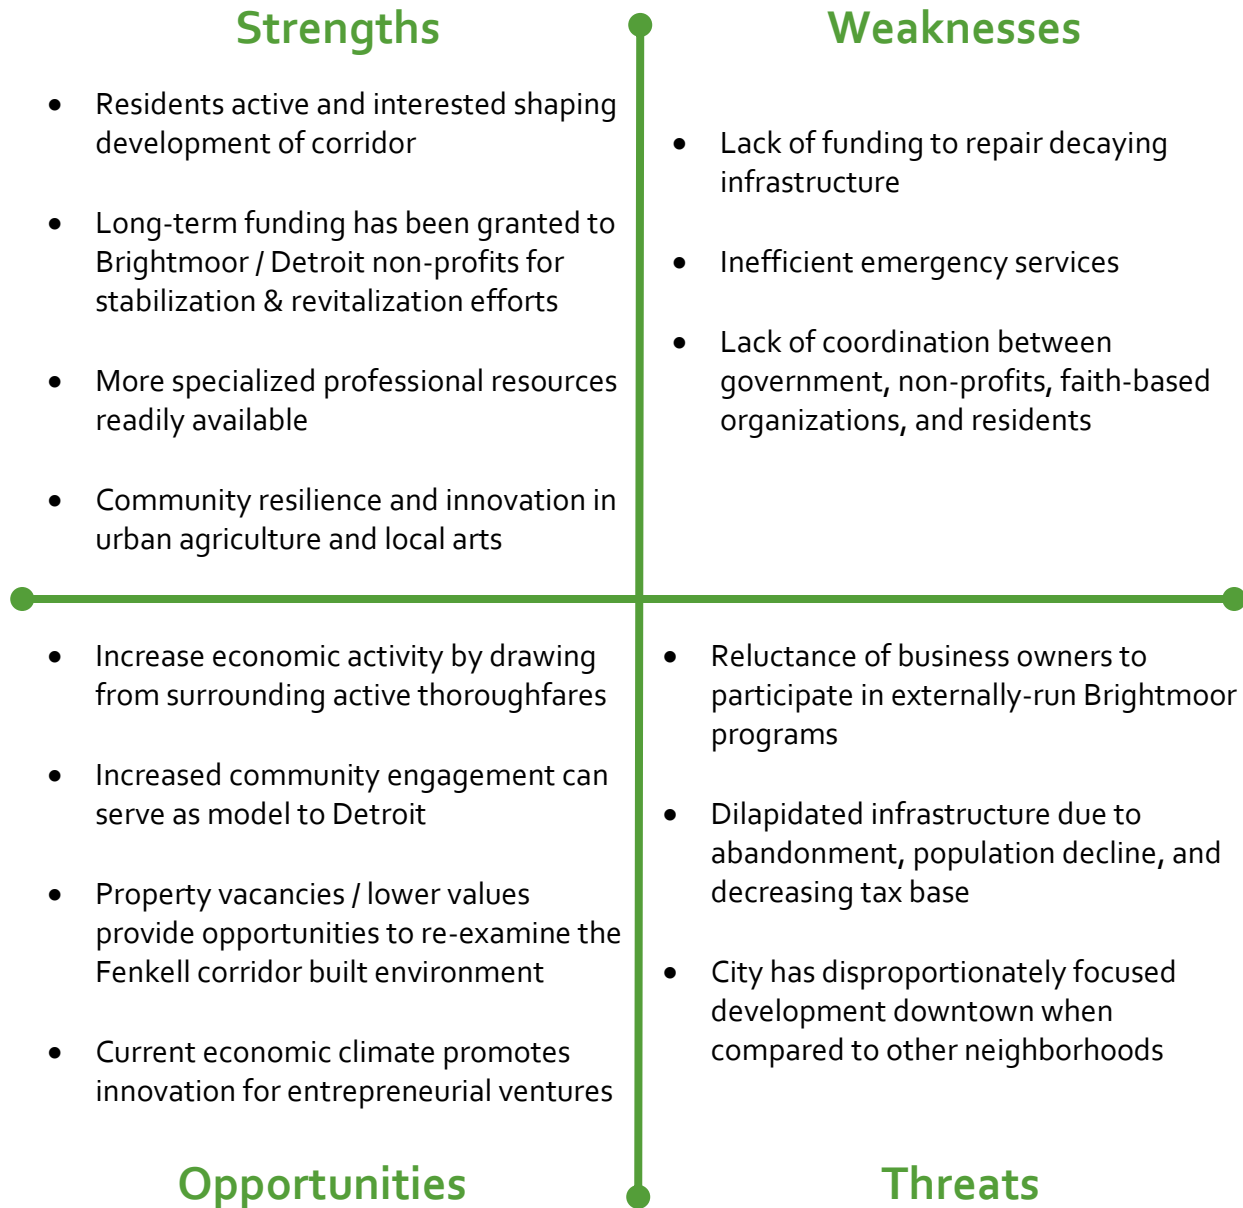 Strengths
• Residents active and interested shaping
development of corridor
• Long-term funding has been granted to
Brightmoor / Detroit non-profits for
stabilization & revitalization efforts
• More specialized professional resources
readily available
• Community resilience and innovation in
urban agriculture and local arts
Weaknesses
• Lack of funding to repair decaying
infrastructure
• Inefficient emergency services
• Lack of coordination between
government, non-profits, faith-based
organizations, and residents
• Increase economic activity by drawing
from surrounding active thoroughfares
• Increased community engagement can
serve as model to Detroit
• Property vacancies / lower values
provide opportunities to re-examine the
Fenkell corridor built environment
• Current economic climate promotes
innovation for entrepreneurial ventures
Opportunities
• Reluctance of business owners to
participate in externally-run Brightmoor
programs
• Dilapidated infrastructure due to
abandonment, population decline, and
decreasing tax base
• City has disproportionately focused
development downtown when
compared to other neighborhoods
Threats